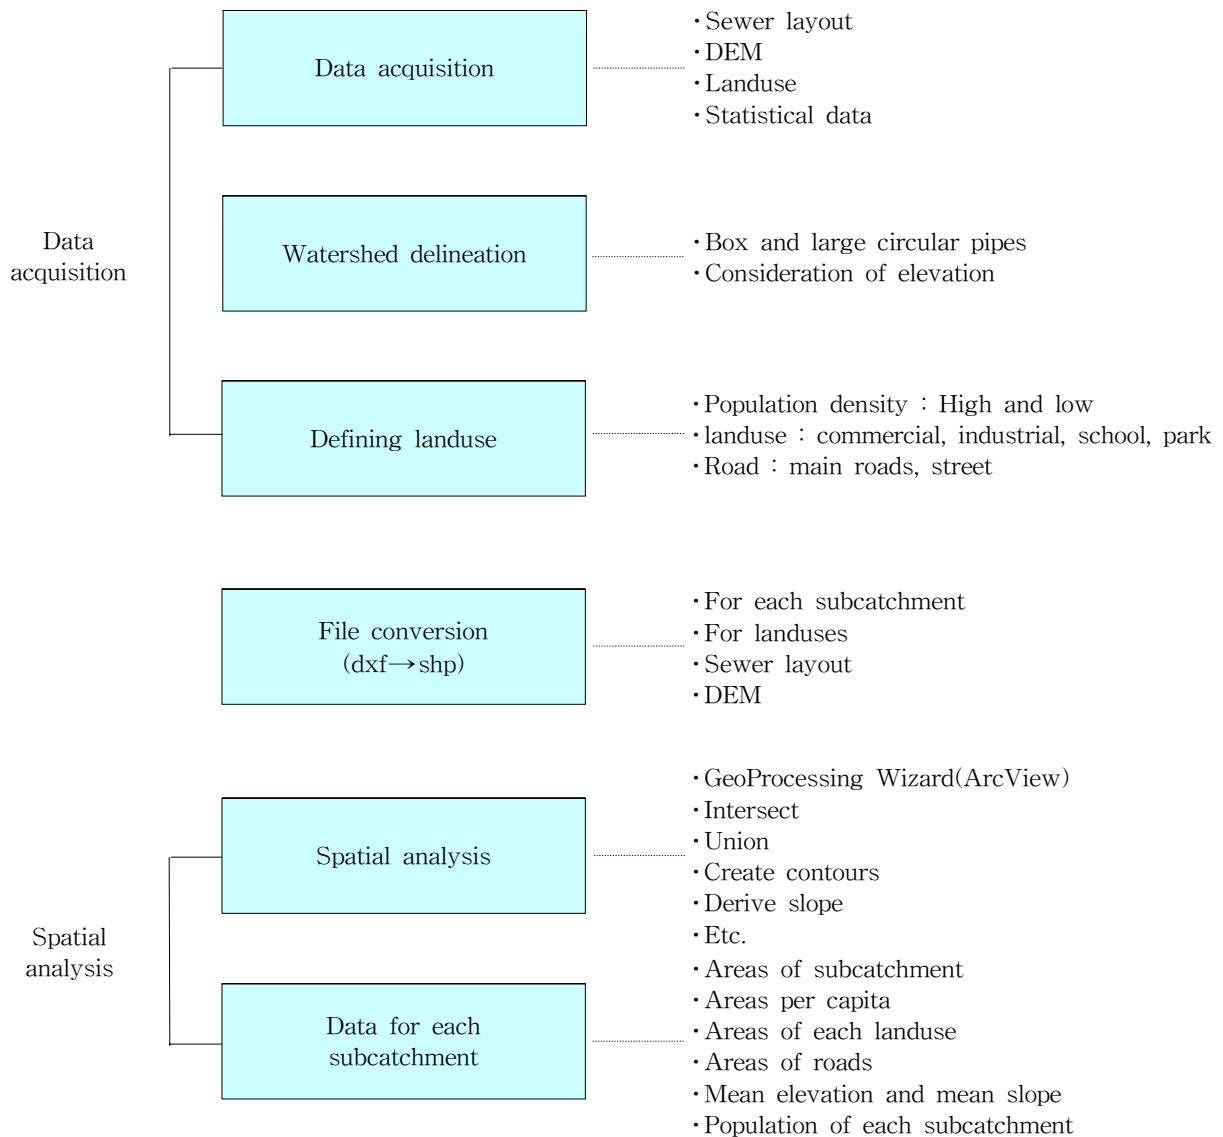 Data acquisition
・Sewer layout
・DEM
・Landuse
・Statistical data
Data
acquisition
Watershed delineation
・Box and large circular pipes
・Consideration of elevation
Defining landuse
・Population density : High and low
・landuse : commercial, industrial, school, park
・Road : main roads, street
File conversion
(dxf→shp)
・For each subcatchment
・For landuses
・Sewer layout
・DEM
Spatial analysis
・GeoProcessing Wizard(ArcView)
・Intersect
・Union
・Create contours
・Derive slope
・Etc.
Spatial
analysis
Data for each
subcatchment
・Areas of subcatchment
・Areas per capita
・Areas of each landuse
・Areas of roads
・Mean elevation and mean slope
・Population of each subcatchment